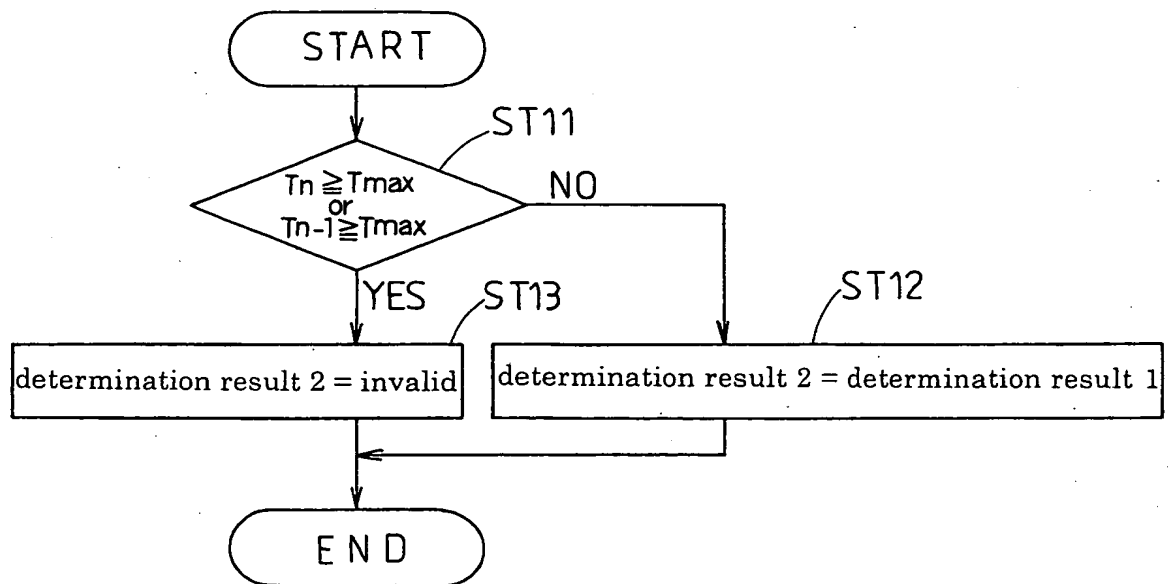 START
ST11
Tn ≧ Tmax
or
Tn-1 ≧ Tmax
NO
YES
ST13
ST12
determination result 2 = invalid
determination result 2 = determination result 1
END